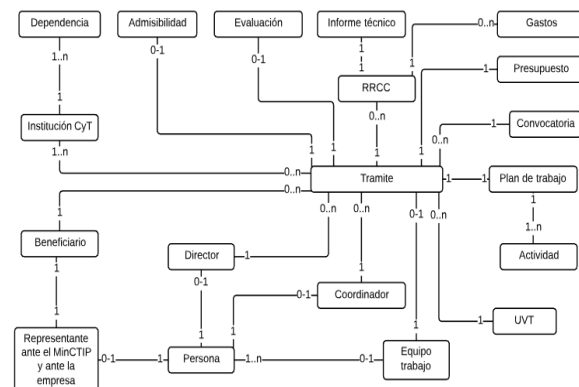 Dependencia
Admisibilidad
Evaluación
Informe técnico
Gastos
0..n
1..n
0-1
0-1
1
1
1
Presupuesto
1
RRCC
1
Institución CyT
0..n
Convocatoria
1
0..n
1..n
1
1
1
1
0..n
Tramite
1
1
Plan de trabajo
0..n
1
0..n
0..n
0-1
0..n
1
1..n
Beneficiario
Director
1
Actividad
1
0-1
1
0-1
Coordinador
1
UVT
1
1
1
1
Representante
ante el MinCTIP
y ante la
empresa
0-1
1
Persona
1..n
0-1
Equipo
trabajo